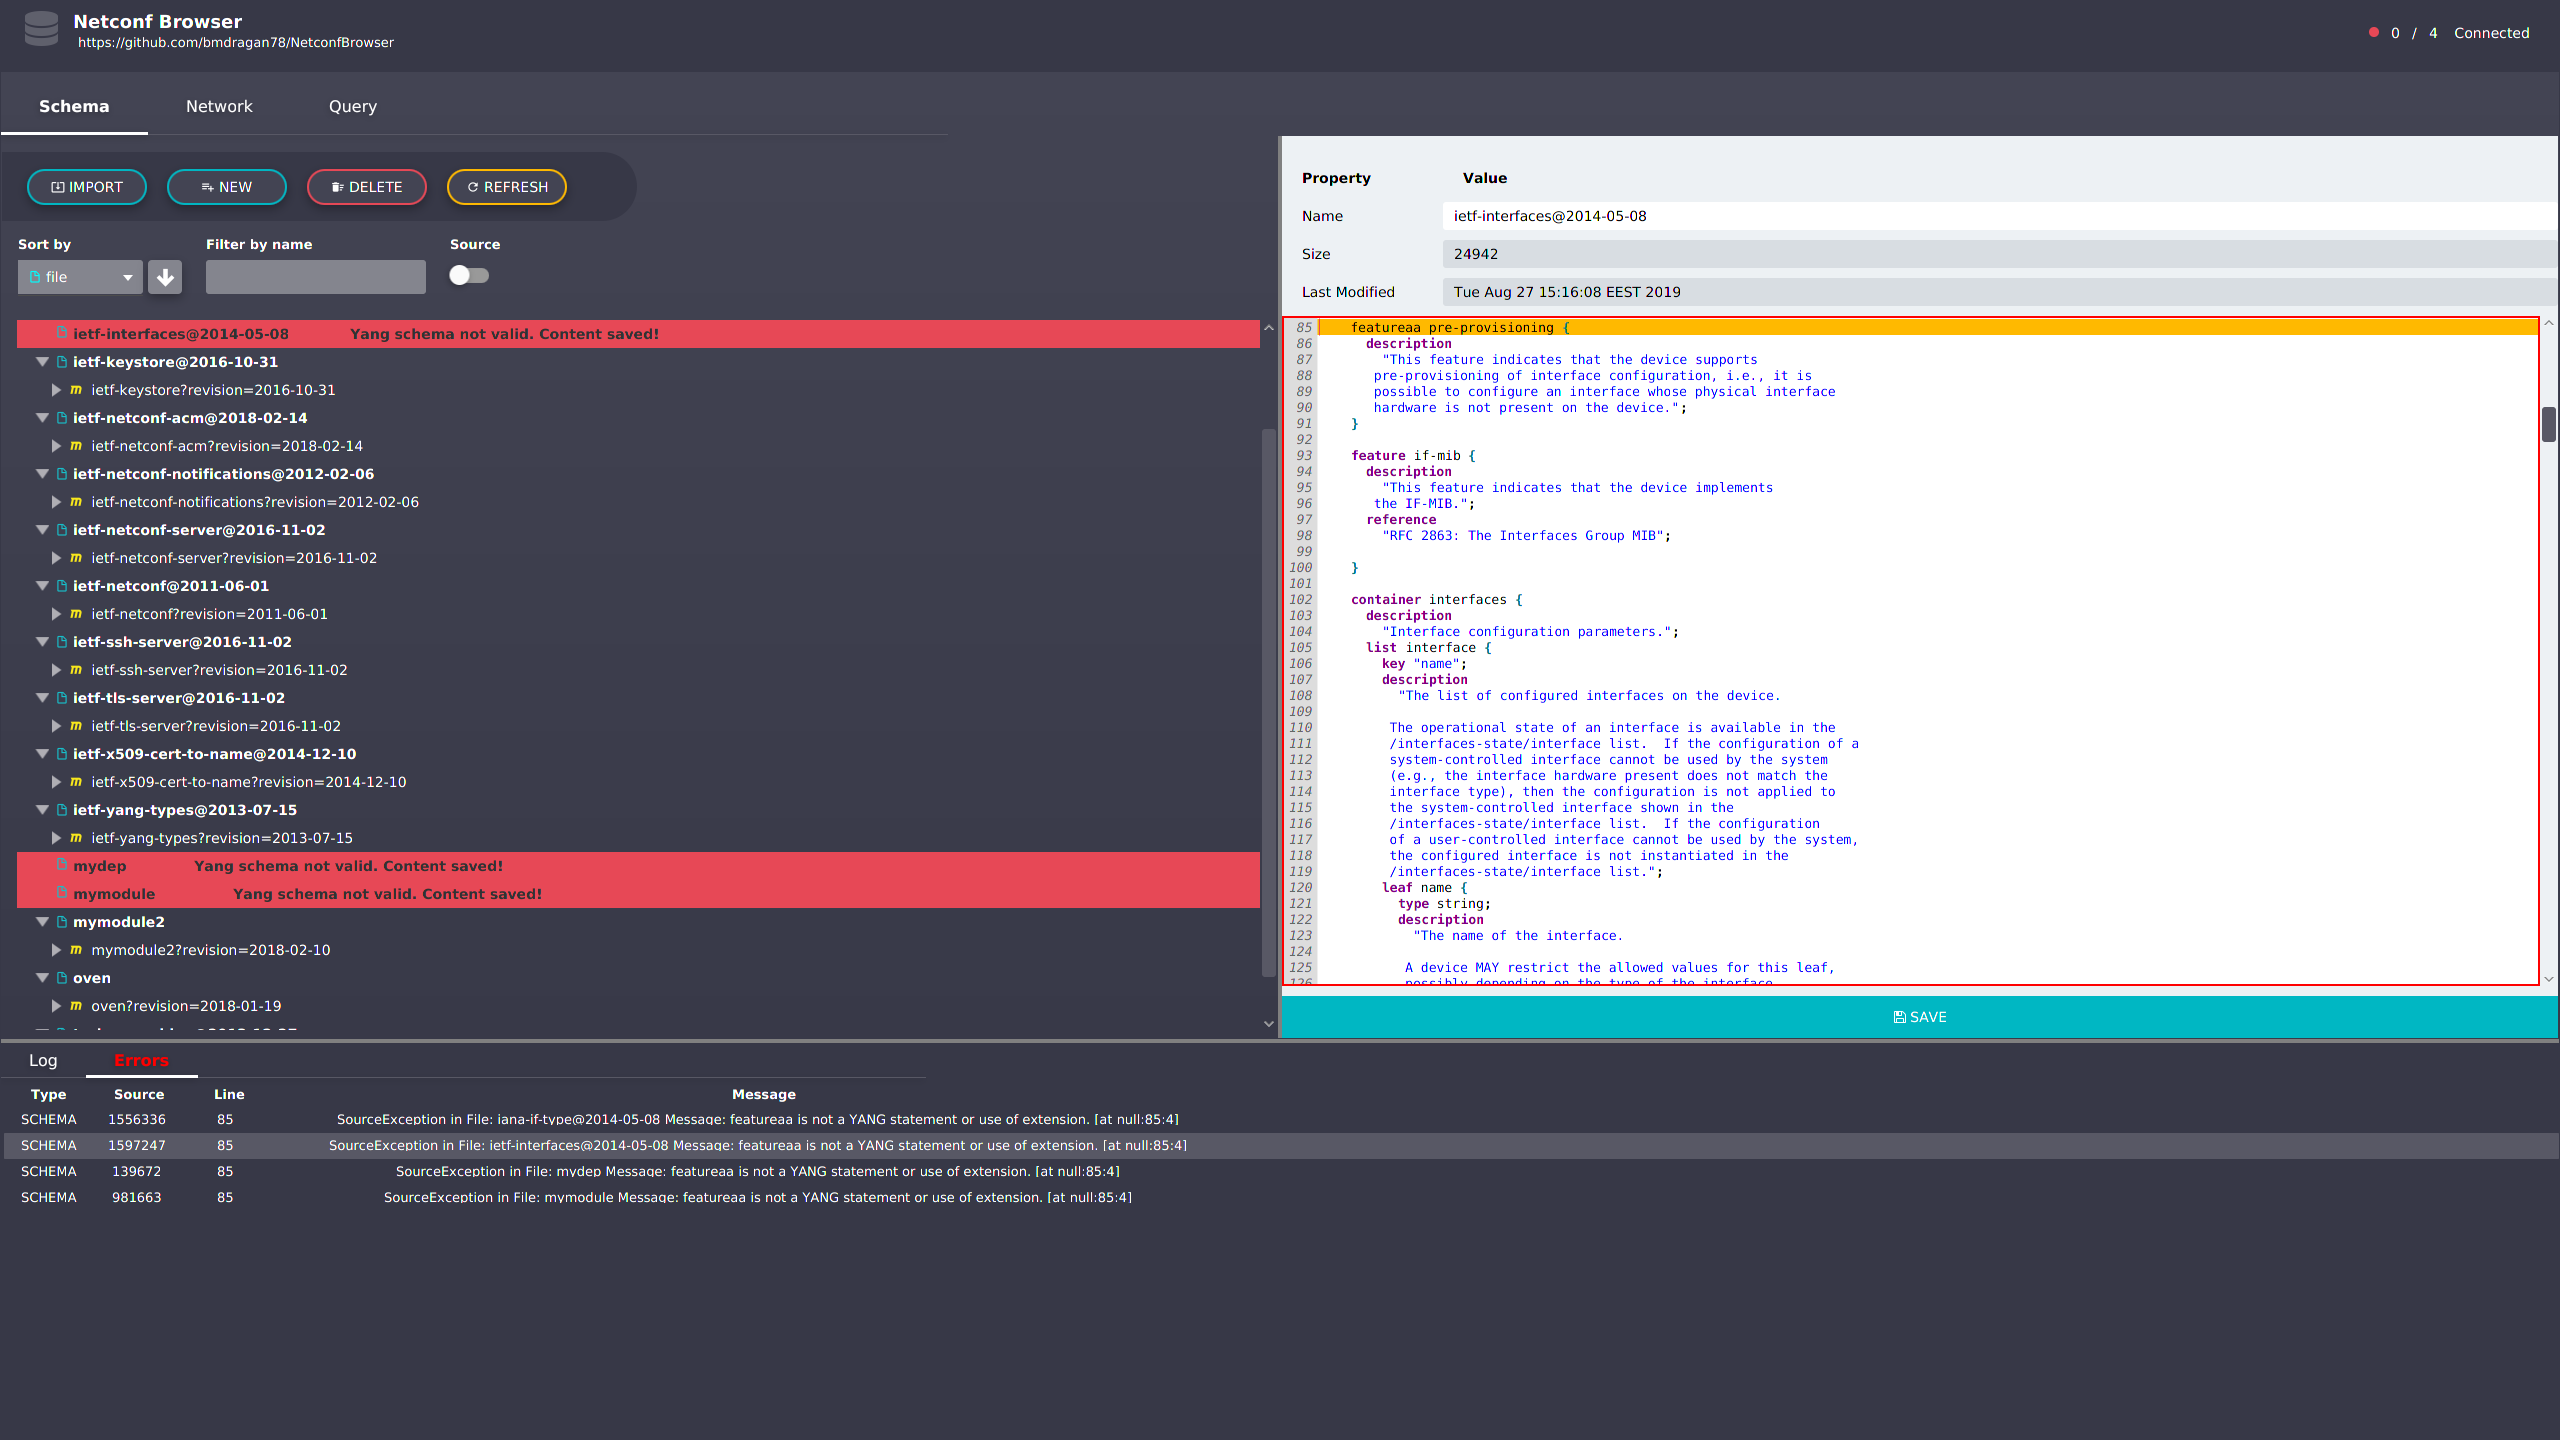 Netconf Browser
https://github.com/bmdragan78/NetconfBrowser
0 / 4 Connected
Schema Network Query
IMPORT NEW DELETE REFRESH
Sort by Filter by name Source
file
ietf-interfaces@2014-05-08 Yang schema not valid. Content saved!
ietf-keystore@2016-10-31
m ietf-keystore?revision=2016-10-31
ietf-netconf-acm@2018-02-14
m ietf-netconf-acm?revision=2018-02-14
ietf-netconf-notifications@2012-02-06
m ietf-netconf-notifications?revision=2012-02-06
ietf-netconf-server@2016-11-02
m ietf-netconf-server?revision=2016-11-02
ietf-netconf@2011-06-01
m ietf-netconf?revision=2011-06-01
ietf-ssh-server@2016-11-02
m ietf-ssh-server?revision=2016-11-02
ietf-tls-server@2016-11-02
m ietf-tls-server?revision=2016-11-02
ietf-x509-cert-to-name@2014-12-10
m ietf-x509-cert-to-name?revision=2014-12-10
ietf-yang-types@2013-07-15
m ietf-yang-types?revision=2013-07-15
mydep Yang schema not valid. Content saved!
mymodule Yang schema not valid. Content saved!
mymodule2
m mymodule2?revision=2018-02-10
oven
m oven?revision=2018-01-19
Property Value
Name ietf-interfaces@2014-05-08
Size 24942
Last Modified Tue Aug 27 15:16:08 EEST 2019
85 featureaa pre-provisioning {
86 description
87 "This feature indicates that the device supports
88 pre-provisioning of interface configuration, i.e., it is
89 possible to configure an interface whose physical interface
90 hardware is not present on the device.";
91 }
92
93 feature if-mib {
94 description
95 "This feature indicates that the device implements
96 the IF-MIB.";
97 reference
98 "RFC 2863: The Interfaces Group MIB";
99
100 }
101
102 container interfaces {
103 description
104 "Interface configuration parameters.";
105 list interface {
106 key "name";
107 description
108 "The list of configured interfaces on the device.
109
110 The operational state of an interface is available in the
111 /interfaces-state/interface list. If the configuration of a
112 system-controlled interface cannot be used by the system
113 (e.g., the interface hardware present does not match the
114 interface type), then the configuration is not applied to
115 the system-controlled interface shown in the
116 /interfaces-state/interface list. If the configuration
117 of a user-controlled interface cannot be used by the system,
118 the configured interface is not instantiated in the
119 /interfaces-state/interface list.";
120 leaf name {
121 type string;
122 description
123 "The name of the interface.
124
125 A device MAY restrict the allowed values for this leaf,
126 possibly depending on the type of the interface.
SAVE
Log Errors
Type Source Line Message
SCHEMA 1556336 85 SourceException in File: iana-if-type@2014-05-08 Message: featureaa is not a YANG statement or use of extension. [at null:85:4]
SCHEMA 1597247 85 SourceException in File: ietf-interfaces@2014-05-08 Message: featureaa is not a YANG statement or use of extension. [at null:85:4]
SCHEMA 139672 85 SourceException in File: mydep Message: featureaa is not a YANG statement or use of extension. [at null:85:4]
SCHEMA 981663 85 SourceException in File: mymodule Message: featureaa is not a YANG statement or use of extension. [at null:85:4]